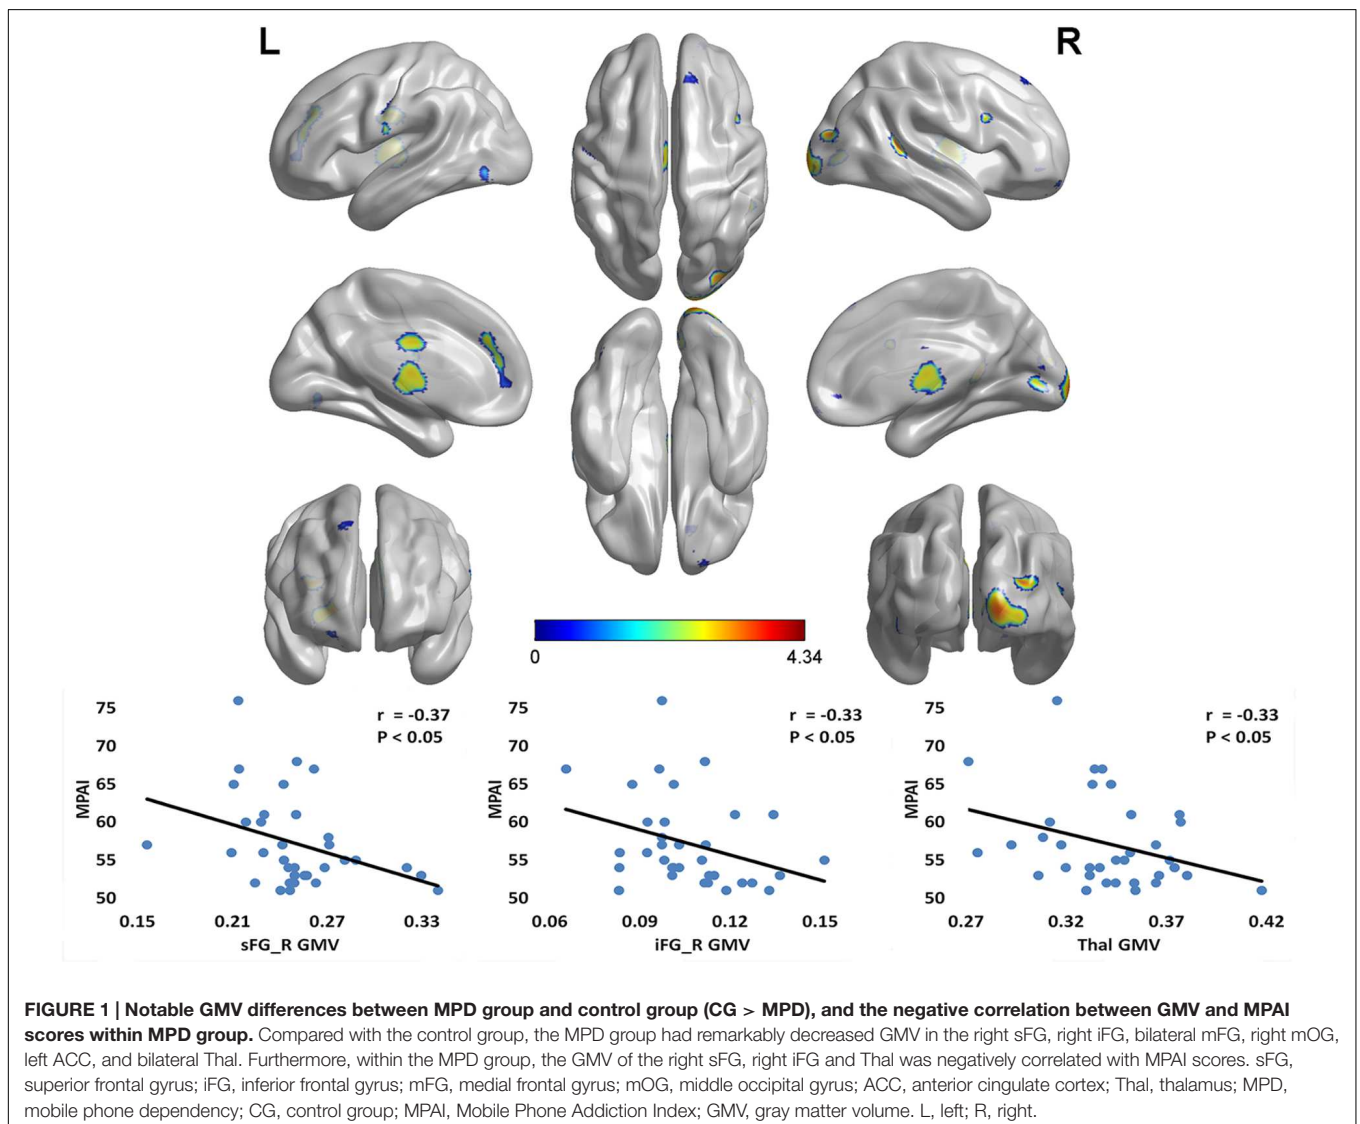 L
R
0
4.34
r = -0.37
P < 0.05
75
70
65
60
55
50
MPAI
0.15
0.21
0.27
0.33
sFG_R GMV
r = -0.33
P < 0.05
75
70
65
60
55
50
MPAI
0.06
0.09
0.12
0.15
iFG_R GMV
r = -0.33
P < 0.05
75
70
65
60
55
50
MPAI
0.27
0.32
0.37
0.42
Thal GMV
FIGURE 1 | Notable GMV differences between MPD group and control group (CG > MPD), and the negative correlation between GMV and MPAI
scores within MPD group. Compared with the control group, the MPD group had remarkably decreased GMV in the right sFG, right iFG, bilateral mFG, right mOG,
left ACC, and bilateral Thal. Furthermore, within the MPD group, the GMV of the right sFG, right iFG and Thal was negatively correlated with MPAI scores. sFG,
superior frontal gyrus; iFG, inferior frontal gyrus; mFG, medial frontal gyrus; mOG, middle occipital gyrus; ACC, anterior cingulate cortex; Thal, thalamus; MPD,
mobile phone dependency; CG, control group; MPAI, Mobile Phone Addiction Index; GMV, gray matter volume. L, left; R, right.